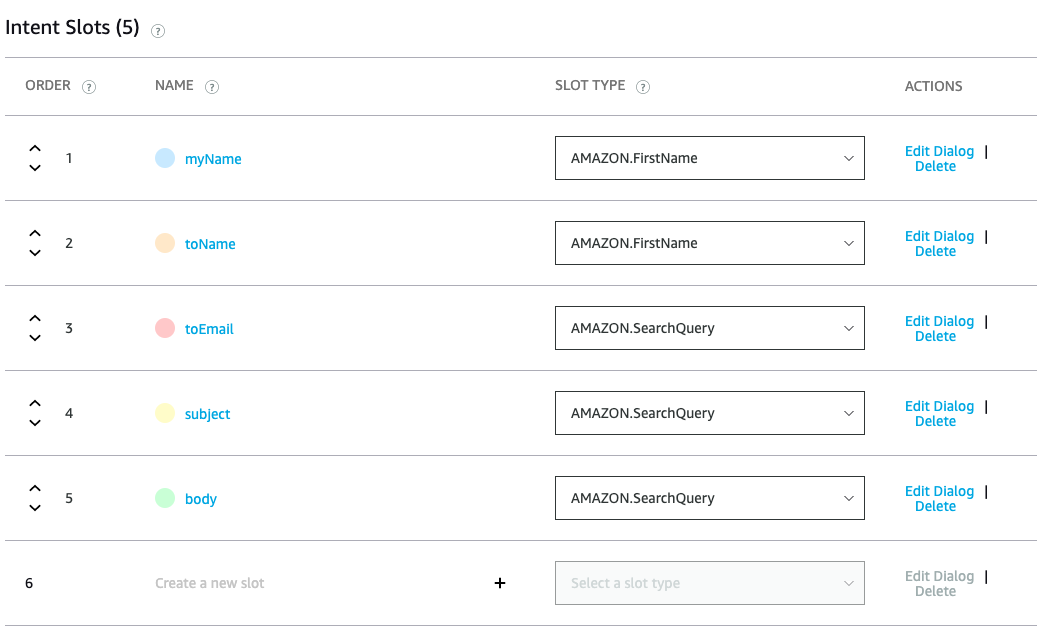 Intent Slots (5) ?
ORDER ? NAME ? SLOT TYPE ? ACTIONS
1 myName AMAZON.FirstName Edit Dialog |
Delete
2 toName AMAZON.FirstName Edit Dialog |
Delete
3 toEmail AMAZON.SearchQuery Edit Dialog |
Delete
4 subject AMAZON.SearchQuery Edit Dialog |
Delete
5 body AMAZON.SearchQuery Edit Dialog |
Delete
6 Create a new slot + Select a slot type Edit Dialog |
Delete